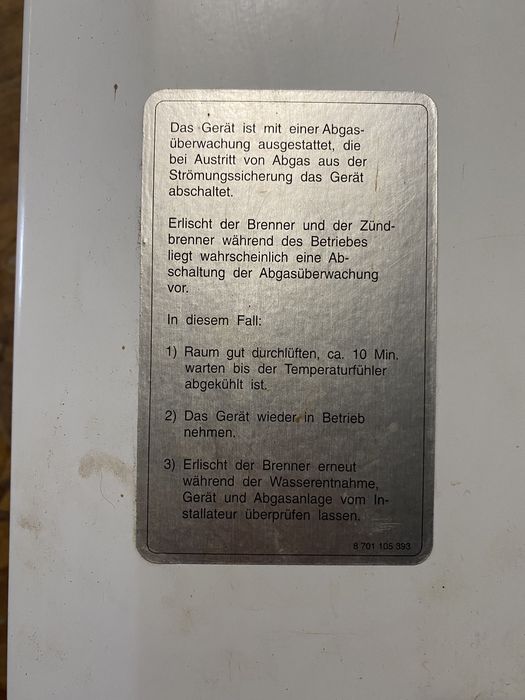 Das Gerät ist mit einer Abgas-
überwachung ausgestattet, die
bei Austritt von Abgas aus der
Strömungssicherung das Gerät
abschaltet.
Erlischt der Brenner und der Zünd-
brenner während des Betriebes
liegt wahrscheinlich eine Ab-
schaltung der Abgasüberwachung
vor.
In diesem Fall:
1) Raum gut durchlüften, ca. 10 Min.
warten bis der Temperaturfühler
abgekühlt ist.
2) Das Gerät wieder in Betrieb
nehmen.
3) Erlischt der Brenner erneut
während der Wasserentnahme,
Gerät und Abgasanlage vom In-
stallateur überprüfen lassen.
8 701 105 393